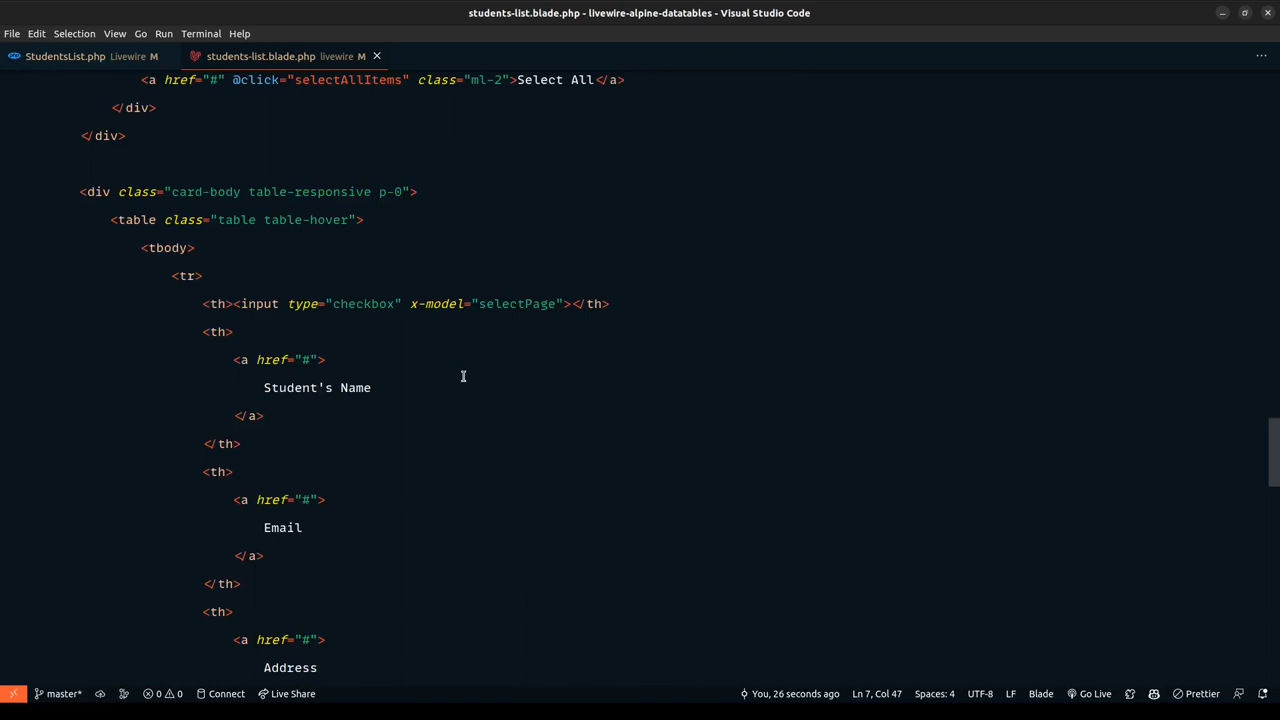 students-list.blade.php - livewire-alpine-datatables - Visual Studio Code
File Edit Selection View Go Run Terminal Help
StudentsList.php Livewire M students-list.blade.php livewire M
<a href="#" @click="selectAllItems" class="ml-2">Select All</a>
</div>
</div>
<div class="card-body table-responsive p-0">
<table class="table table-hover">
<tbody>
<tr>
<th><input type="checkbox" x-model="selectPage"></th>
<th>
<a href="#">
Student's Name
</a>
</th>
<th>
<a href="#">
Email
</a>
</th>
<th>
<a href="#">
Address
master* 0 0 Connect Live Share You, 26 seconds ago Ln 7, Col 47 Spaces: 4 UTF-8 LF Blade Go Live Prettier